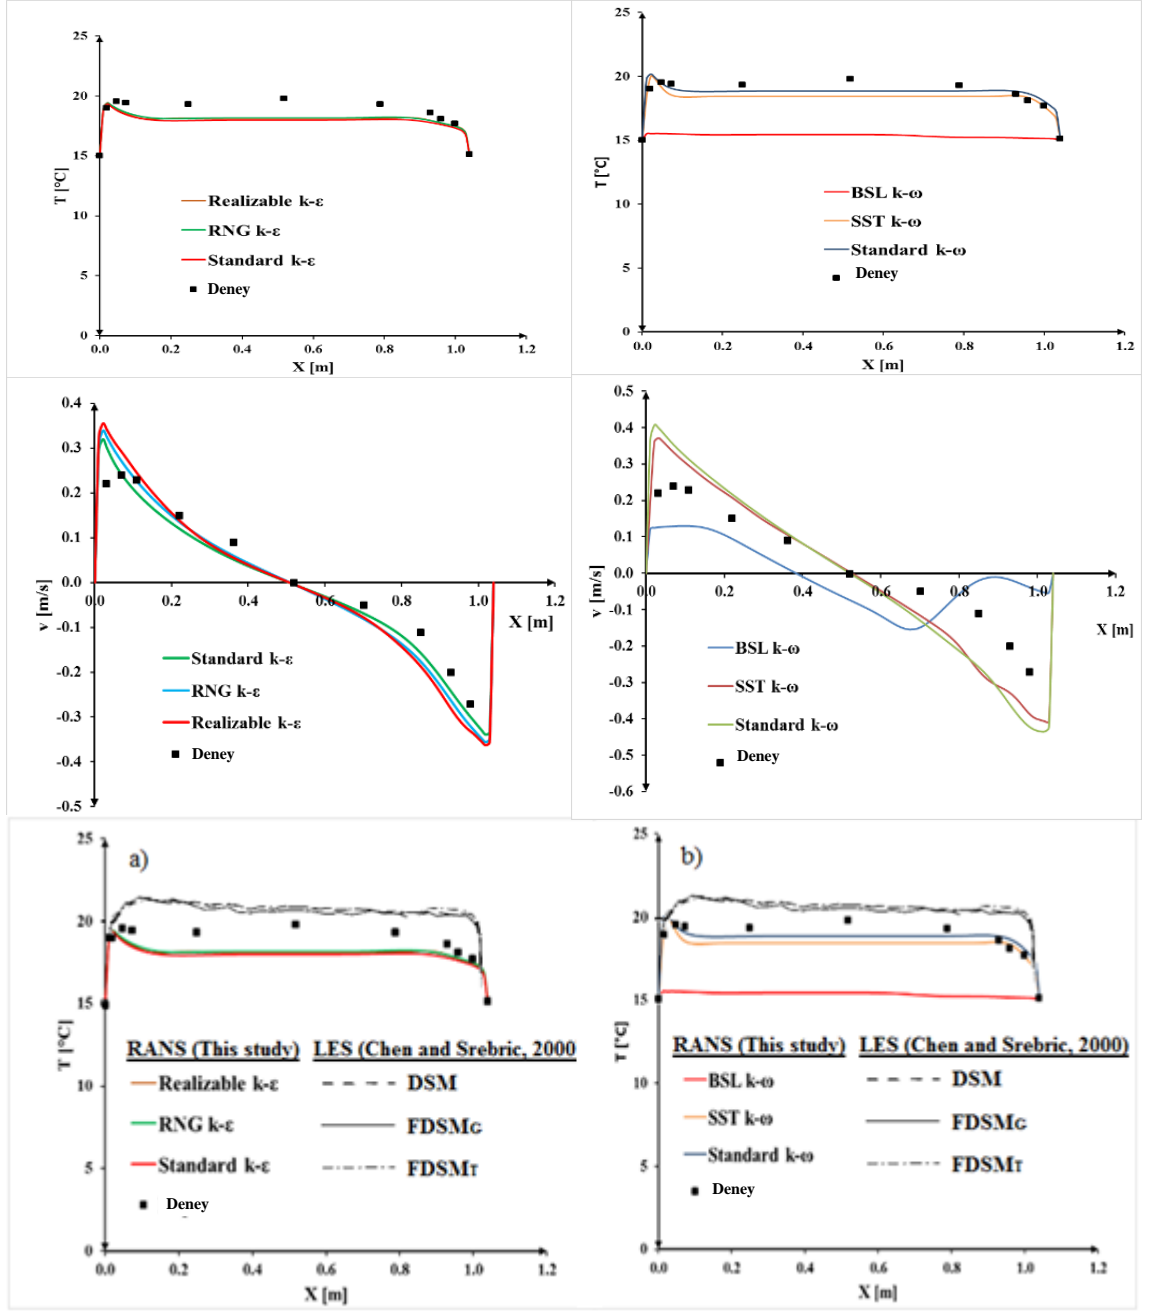 25
20
15
10
5
0
T [°C]
Realizable k-ε
RNG k-ε
Standard k-ε
Deney
0.0 0.2 0.4 0.6 0.8 1.0 1.2
X [m]
25
20
15
10
5
0
T [°C]
BSL k-ω
SST k-ω
Standard k-ω
Deney
0.0 0.2 0.4 0.6 0.8 1.0 1.2
X [m]
0.4
0.3
0.2
0.1
0.0
-0.1
-0.2
-0.3
-0.4
-0.5
v [m/s]
0.0 0.2 0.4 0.6 0.8 1.0 1.2
X [m]
Standard k-ε
RNG k-ε
Realizable k-ε
Deney
0.5
0.4
0.3
0.2
0.1
0.0
-0.1
-0.2
-0.3
-0.4
-0.5
-0.6
v [m/s]
0.0 0.2 0.4 0.6 0.8 1.0 1.2
X [m]
BSL k-ω
SST k-ω
Standard k-ω
Deney
a)
25
20
15
10
5
0
T [°C]
RANS (This study) LES (Chen and Srebric, 2000
Realizable k-ε DSM
RNG k-ε FDSMG
Standard k-ε FDSMT
Deney
0.0 0.2 0.4 0.6 0.8 1.0 1.2
X [m]
b)
25
20
15
10
5
0
T [°C]
RANS (This study) LES (Chen and Srebric, 2000)
BSL k-ω DSM
SST k-ω FDSMG
Standard k-ω FDSMT
Deney
0.0 0.2 0.4 0.6 0.8 1.0 1.2
X [m]